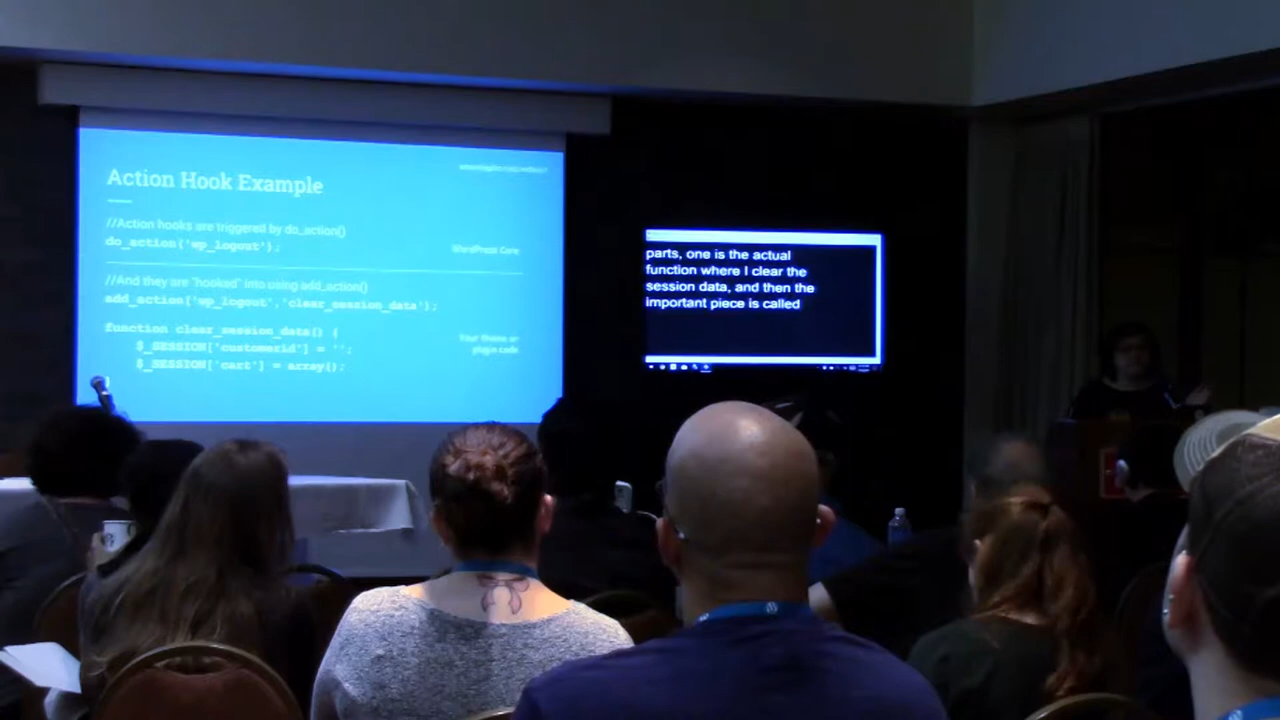 Action Hook Example
//Action hooks are triggered by do_action()
do_action('wp_logout');
WordPress Core
//And they are "hooked" into using add_action()
add_action('wp_logout','clear_session_data');
function clear_session_data() {
$_SESSION['customerid'] = '';
$_SESSION['cart'] = array();
Your theme or
plugin code
parts, one is the actual
function where I clear the
session data, and then the
important piece is called